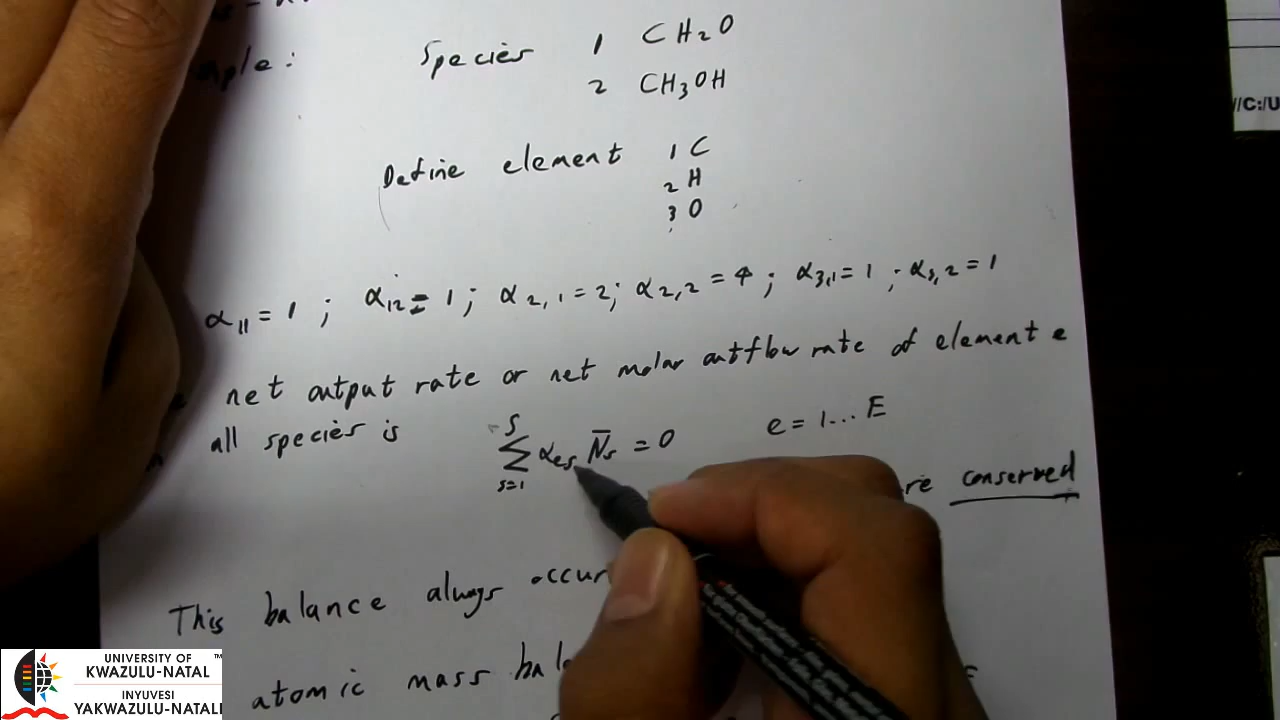 Species 1 CH₂O
2 CH₃OH
Define element 1 C
2 H
3 O
α₁₁ = 1 ; α₁₂ = 1 ; α₂,₁ = 2; α₂,₂ = 4 ; α₃,₁ = 1 ; α₃,₂ = 1
net output rate or net molar outflow rate of element e
all species is
S
Σ αes N̄s = 0 e = 1... E
s=1
conserved
This balance always
atomic mass
//C:/U
UNIVERSITY OF
KWAZULU-NATAL™
INYUVESI
YAKWAZULU-NATALI